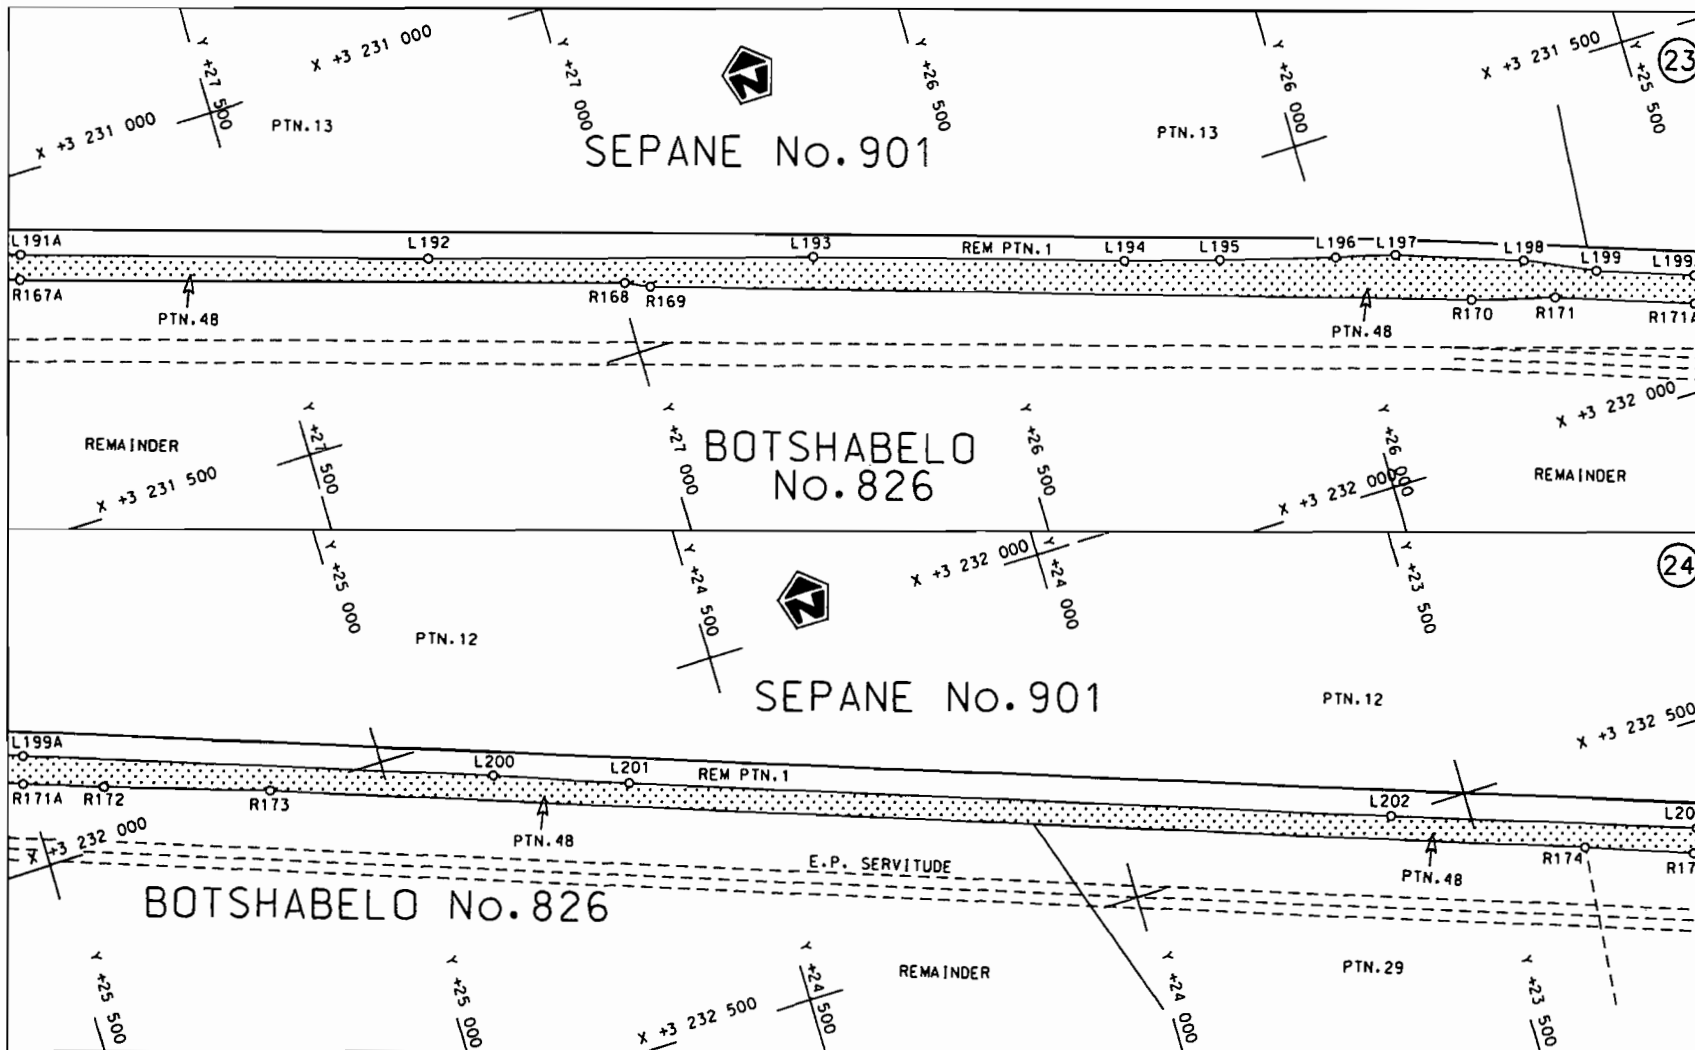 Y +27 500
X +3 231 000
Y +27 000
Y +26 500
Y +26 000
X +3 231 500
Y +25 500
23
X +3 231 000
PTN.13
SEPANE No.901
PTN.13
L191A
L192
L193
REM PTN.1
L194
L195
L196
L197
L198
L199
L199
R167A
PTN.48
R168
R169
PTN.48
R170
R171
R171A
X +3 232 000
REMAINDER
Y +27 500
Y +27 000
BOTSHABELO
No.826
Y +26 500
Y +26 000
X +3 231 500
X +3 232 000
REMAINDER
Y +25 000
Y +24 500
X +3 232 000
Y +24 000
Y +23 500
24
N
N
PTN.12
SEPANE No.901
PTN.12
X +3 232 500
L199A
L200
L201
REM PTN.1
L202
L20
R171A
R172
R173
PTN.48
R174
R17
PTN.48
X +3 232 000
E.P. SERVITUDE
BOTSHABELO No.826
Y +25 500
Y +25 000
X +3 232 500
Y +24 500
REMAINDER
Y +24 000
PTN.29
Y +23 500